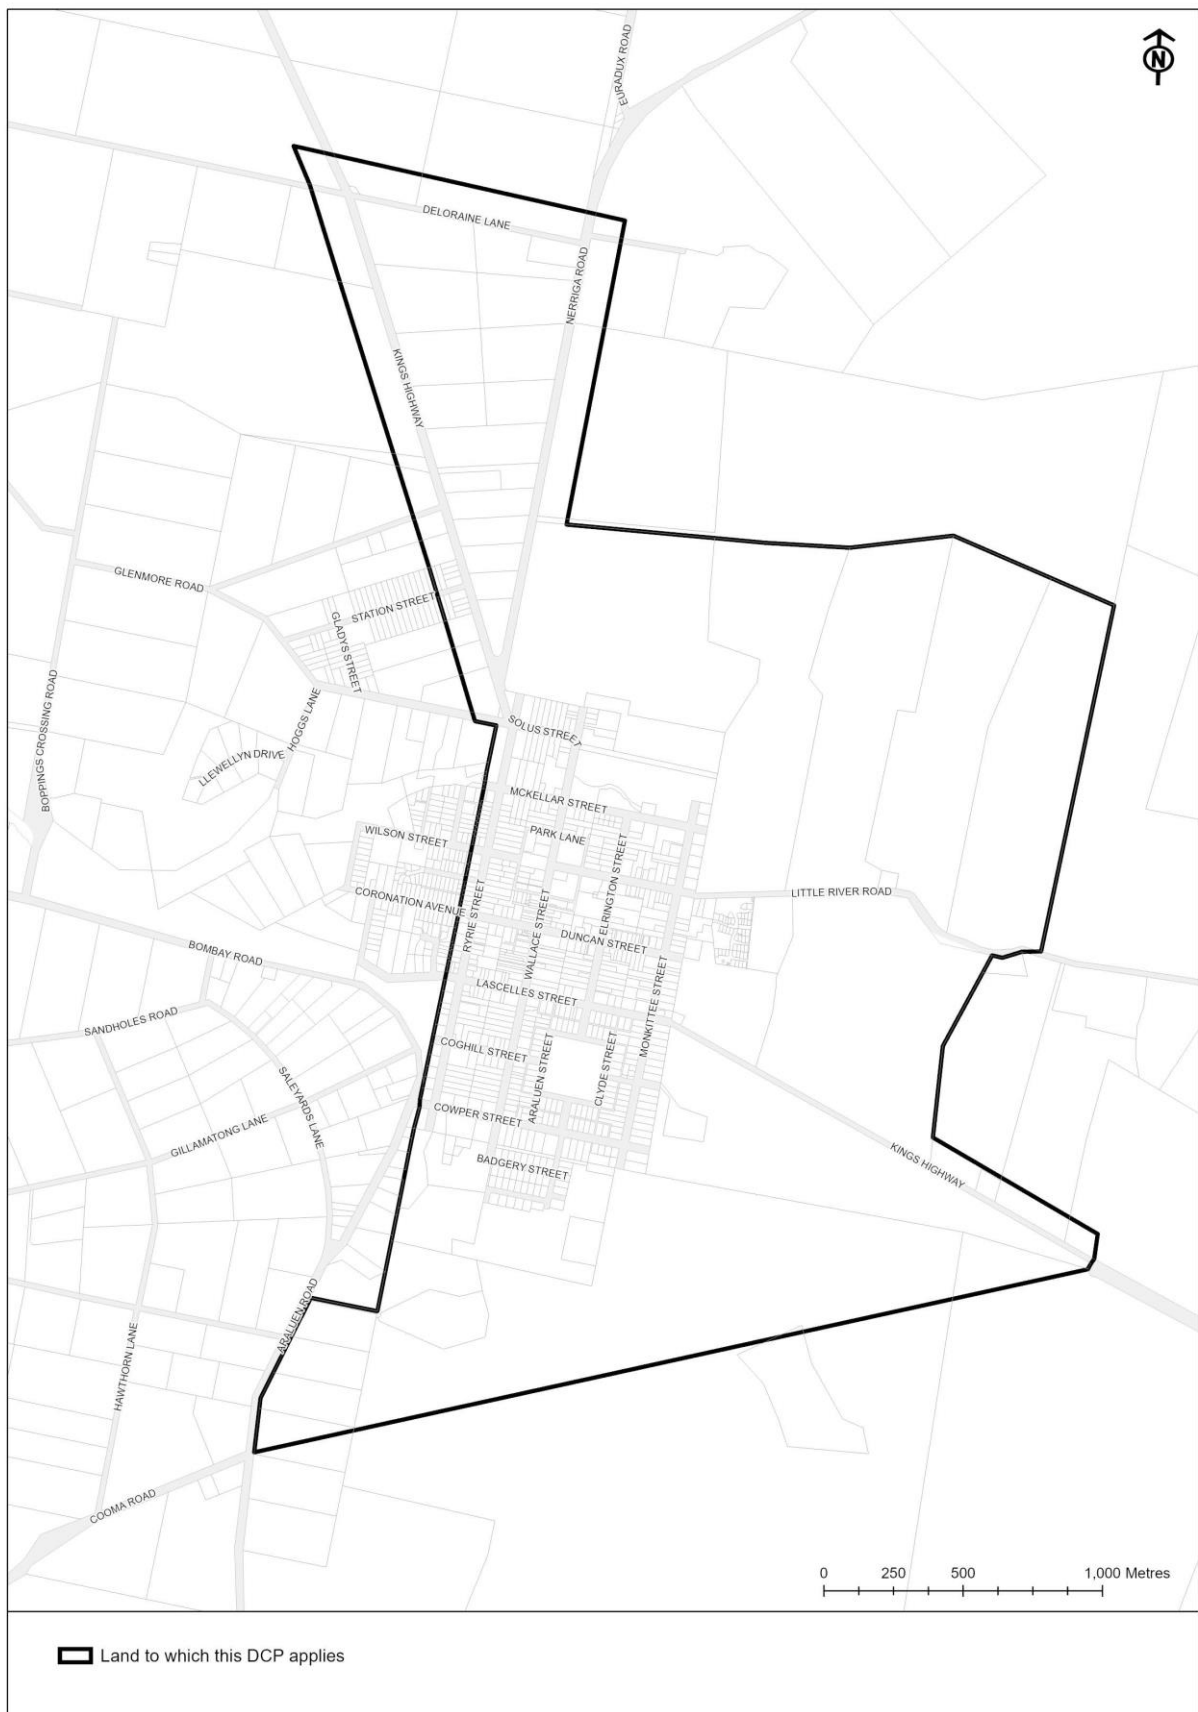 EURADUX ROAD
N
DELORAINE LANE
NERRIGA ROAD
KINGS HIGHWAY
GLENMORE ROAD
STATION STREET
GLADYS STREET
HOGGS LANE
BOPPINGS CROSSING ROAD
LLEWELLYN DRIVE
SOLUS STREET
MCKELLAR STREET
PARK LANE
WILSON STREET
ELRINGTON STREET
LITTLE RIVER ROAD
CORONATION AVENUE
RYRIE STREET
WALLACE STREET
DUNCAN STREET
BOMBAY ROAD
LASCELLES STREET
MONKITTEE STREET
SANDHOLES ROAD
COGHILL STREET
ARALUEN STREET
CLYDE STREET
SALEYARDS LANE
GILLAMATONG LANE
COWPER STREET
KINGS HIGHWAY
BADGERY STREET
ARALUEN ROAD
HAWTHORN LANE
COOMA ROAD
0 250 500 1,000 Metres
Land to which this DCP applies